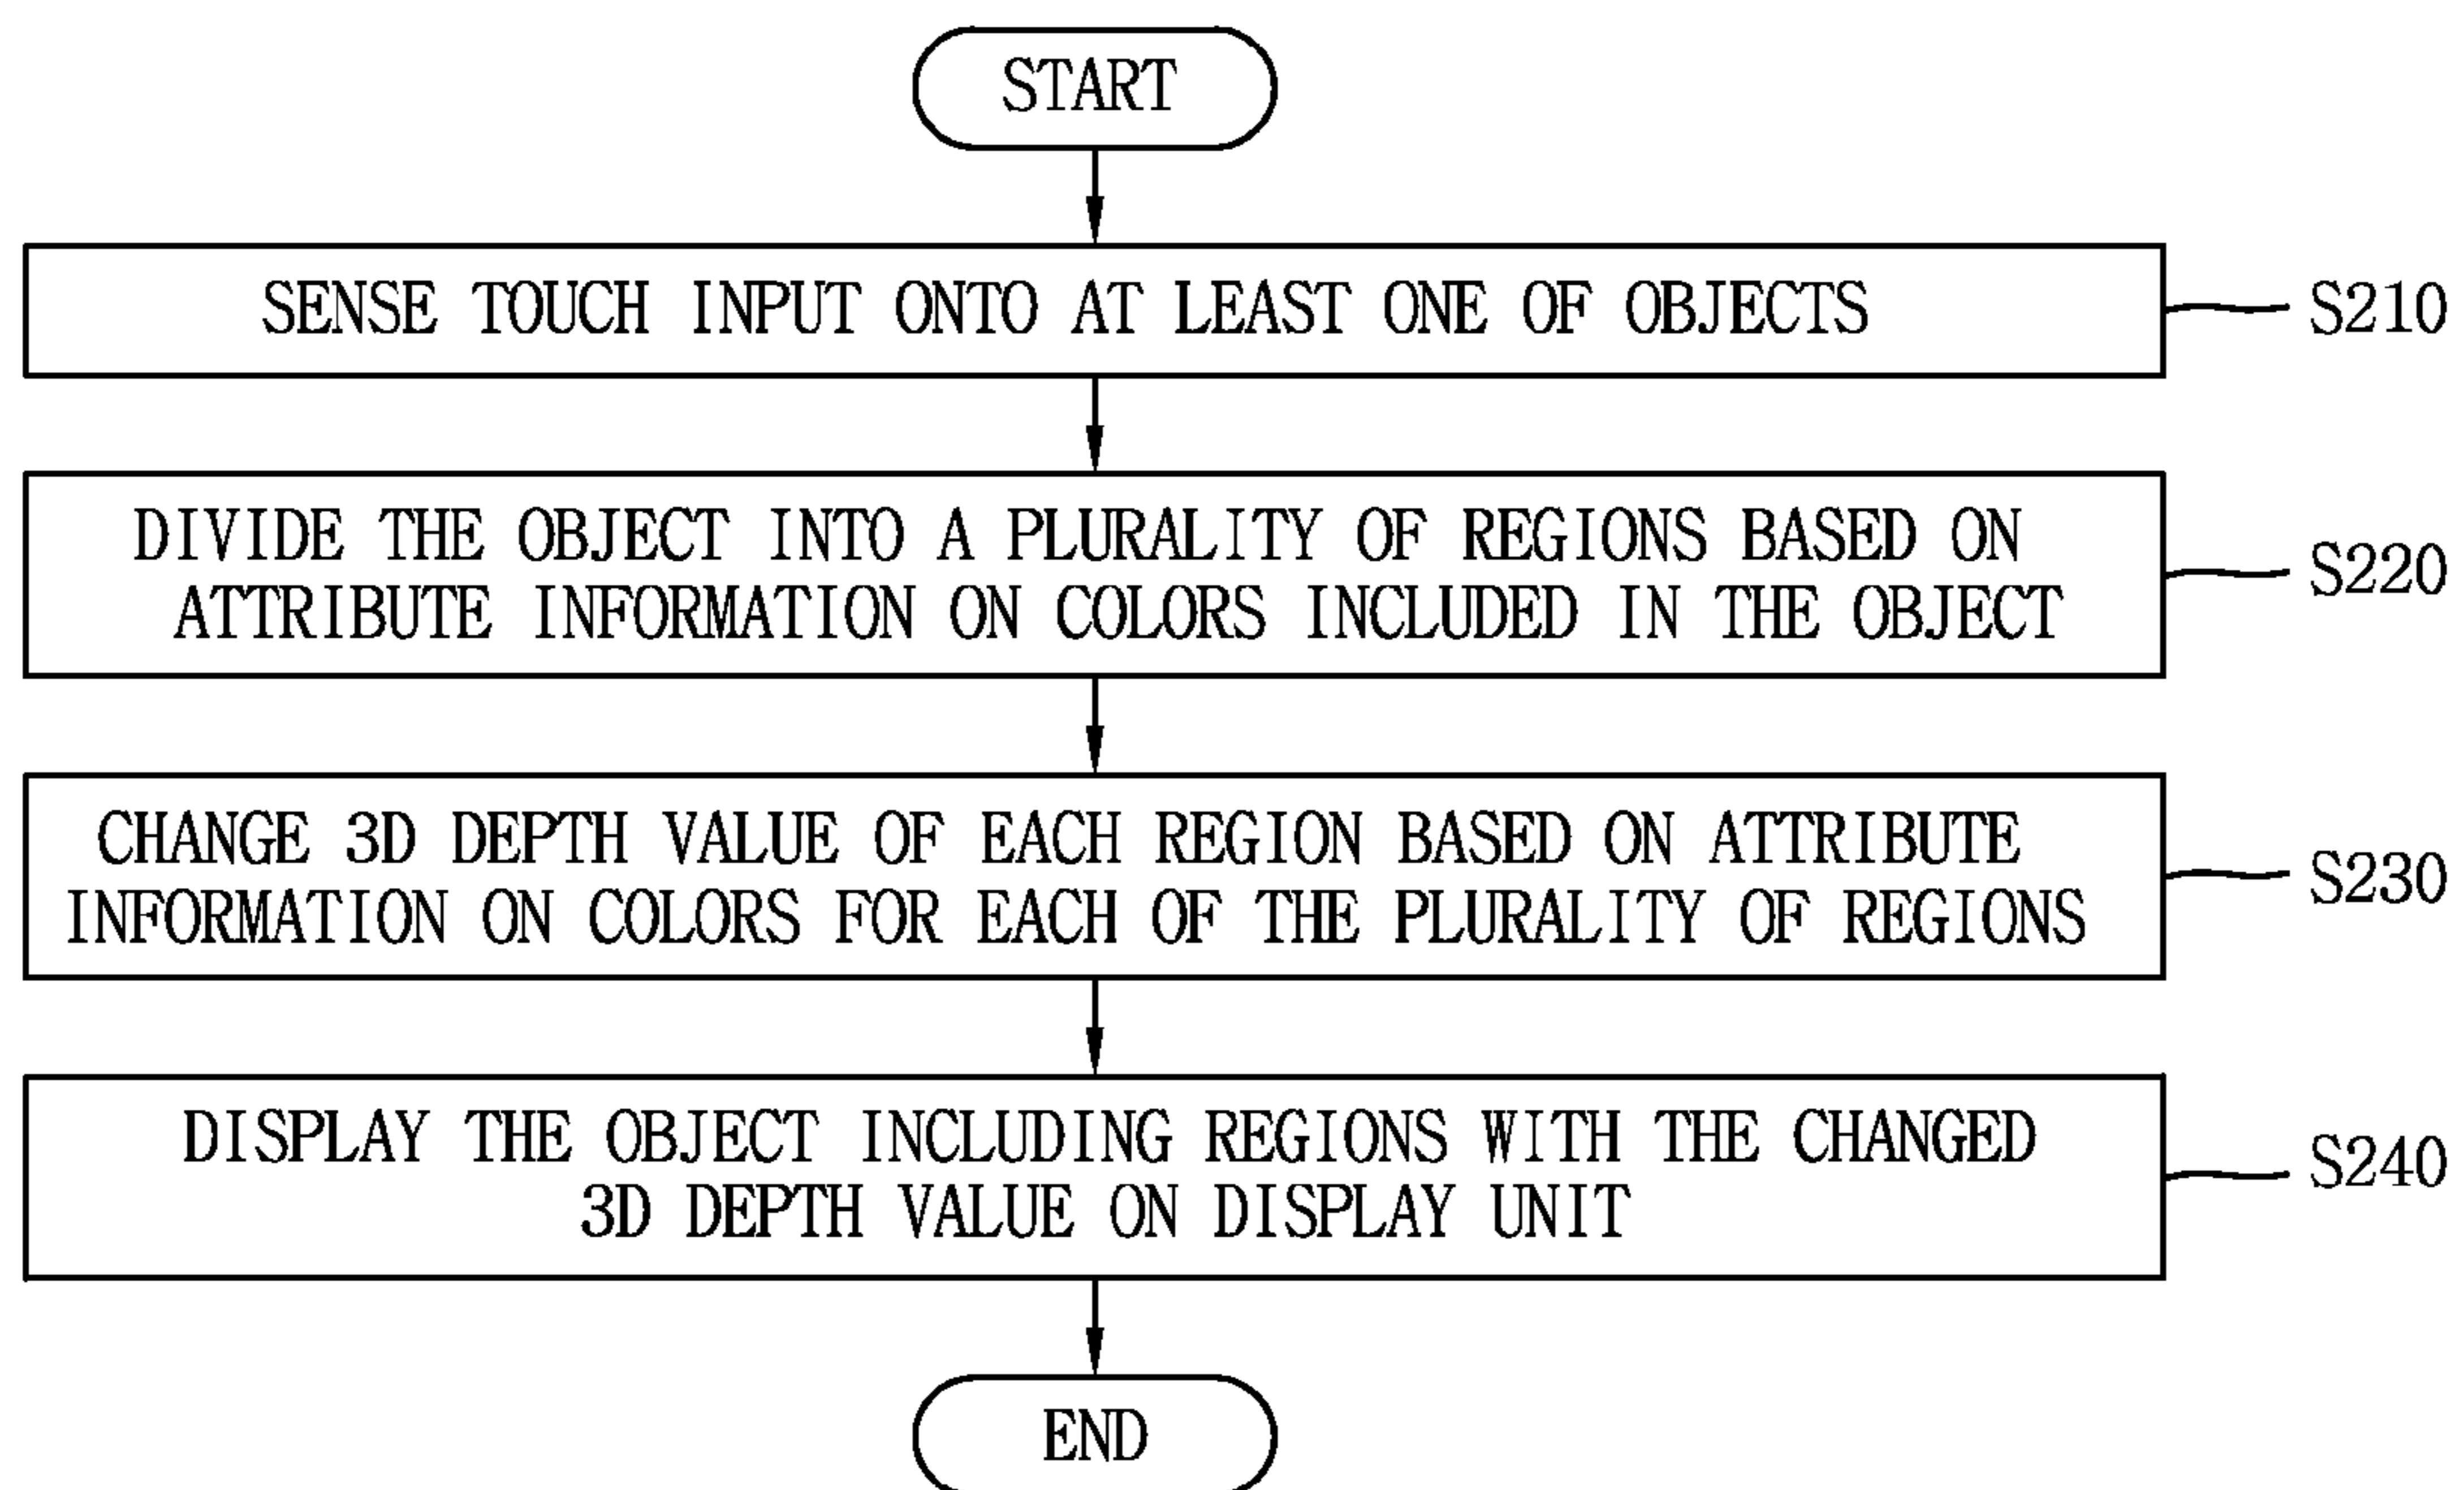 START
SENSE TOUCH INPUT ONTO AT LEAST ONE OF OBJECTS
S210
DIVIDE THE OBJECT INTO A PLURALITY OF REGIONS BASED ON
ATTRIBUTE INFORMATION ON COLORS INCLUDED IN THE OBJECT
S220
CHANGE 3D DEPTH VALUE OF EACH REGION BASED ON ATTRIBUTE
INFORMATION ON COLORS FOR EACH OF THE PLURALITY OF REGIONS
S230
DISPLAY THE OBJECT INCLUDING REGIONS WITH THE CHANGED
3D DEPTH VALUE ON DISPLAY UNIT
S240
END